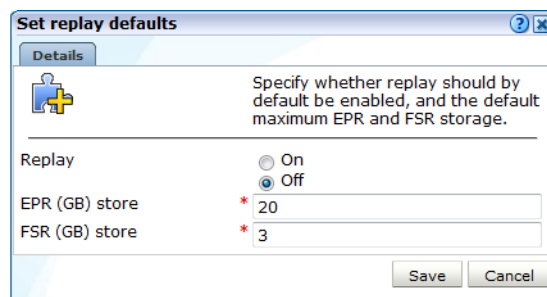 Set replay defaults
Details
Specify whether replay should by
default be enabled, and the default
maximum EPR and FSR storage.
Replay
On
Off
EPR (GB) store * 20
FSR (GB) store * 3
Save Cancel